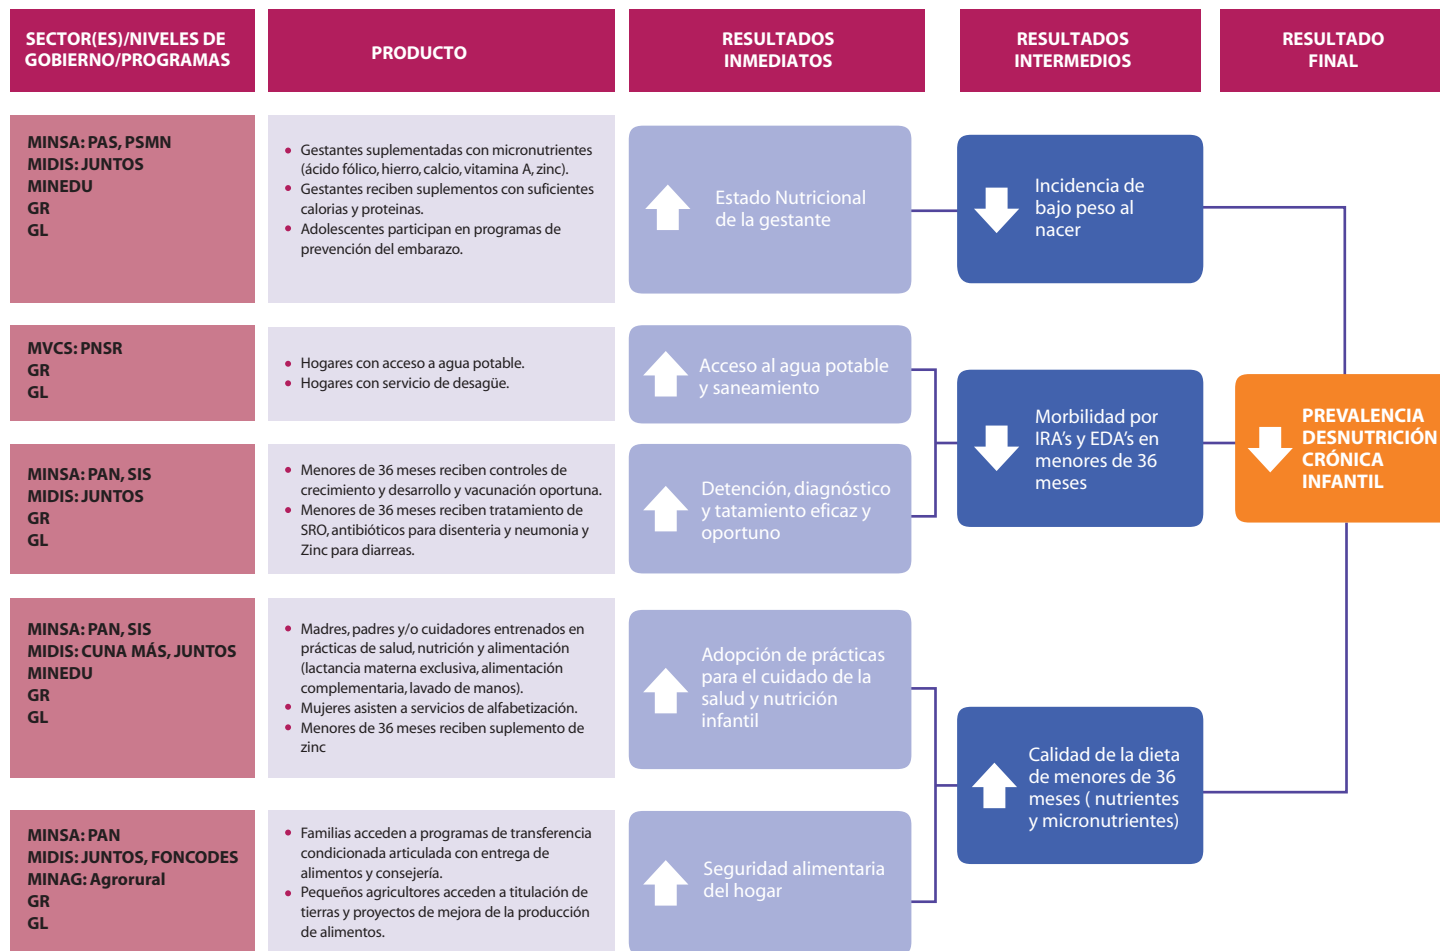 SECTOR(ES)/NIVELES DE
GOBIERNO/PROGRAMAS
PRODUCTO
RESULTADOS
INMEDIATOS
RESULTADOS
INTERMEDIOS
RESULTADO
FINAL
MINSA: PAS, PSMN
MIDIS: JUNTOS
MINEDU
GR
GL
• Gestantes suplementadas con micronutrientes
(ácido fólico, hierro, calcio, vitamina A, zinc).
• Gestantes reciben suplementos con suficientes
calorias y proteinas.
• Adolescentes participan en programas de
prevención del embarazo.
Estado Nutricional
de la gestante
Incidencia de
bajo peso al
nacer
MVCS: PNSR
GR
GL
• Hogares con acceso a agua potable.
• Hogares con servicio de desagüe.
Acceso al agua potable
y saneamiento
MINSA: PAN, SIS
MIDIS: JUNTOS
GR
GL
• Menores de 36 meses reciben controles de
crecimiento y desarrollo y vacunación oportuna.
• Menores de 36 meses reciben tratamiento de
SRO, antibióticos para disenteria y neumonia y
Zinc para diarreas.
Detención, diagnóstico
y tatamiento eficaz y
oportuno
Morbilidad por
IRA's y EDA's en
menores de 36
meses
PREVALENCIA
DESNUTRICIÓN
CRÓNICA
INFANTIL
MINSA: PAN, SIS
MIDIS: CUNA MÁS, JUNTOS
MINEDU
GR
GL
• Madres, padres y/o cuidadores entrenados en
prácticas de salud, nutrición y alimentación
(lactancia materna exclusiva, alimentación
complementaria, lavado de manos).
• Mujeres asisten a servicios de alfabetización.
• Menores de 36 meses reciben suplemento de
zinc
Adopción de prácticas
para el cuidado de la
salud y nutrición
infantil
Calidad de la dieta
de menores de 36
meses ( nutrientes
y micronutrientes)
MINSA: PAN
MIDIS: JUNTOS, FONCODES
MINAG: Agrorural
GR
GL
• Familias acceden a programas de transferencia
condicionada articulada con entrega de
alimentos y consejería.
• Pequeños agricultores acceden a titulación de
tierras y proyectos de mejora de la producción
de alimentos.
Seguridad alimentaria
del hogar